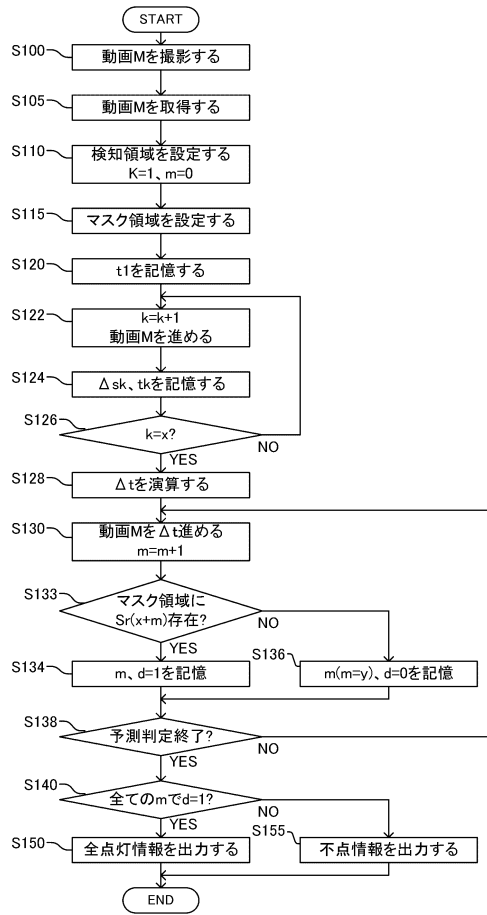 START
S100
動画Mを撮影する
S105
動画Mを取得する
S110
検知領域を設定する
K=1、m=0
S115
マスク領域を設定する
S120
t1を記憶する
S122
k=k+1
動画Mを進める
S124
Δsk、tkを記憶する
S126
k=x?
NO
YES
S128
Δtを演算する
S130
動画MをΔt進める
m=m+1
S133
マスク領域に
Sr(x+m)存在?
NO
YES
S134
m、d=1を記憶
S136
m(m=y)、d=0を記憶
S138
予測判定終了?
NO
YES
S140
全てのmでd=1?
NO
YES
S150
全点灯情報を出力する
S155
不点情報を出力する
END